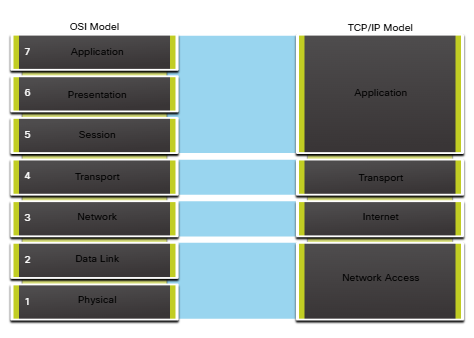 OSI Model
TCP/IP Model
7 Application
6 Presentation
5 Session
4 Transport
3 Network
2 Data Link
1 Physical
Application
Transport
Internet
Network Access